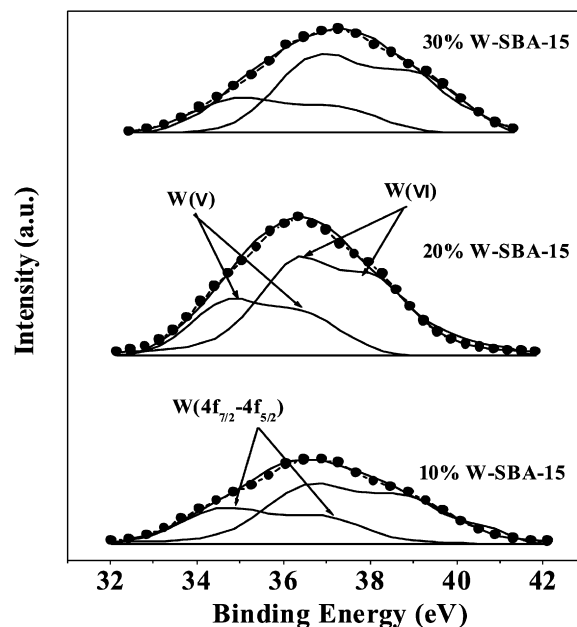 30% W-SBA-15
W(V)
W(VI)
20% W-SBA-15
W(4f7/2-4f5/2)
10% W-SBA-15
Intensity (a.u.)
32 34 36 38 40 42
Binding Energy (eV)